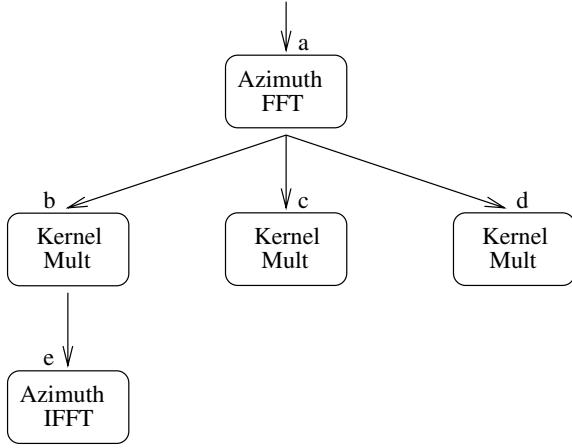 a
Azimuth
FFT
b
c
d
Kernel
Mult
Kernel
Mult
Kernel
Mult
e
Azimuth
IFFT